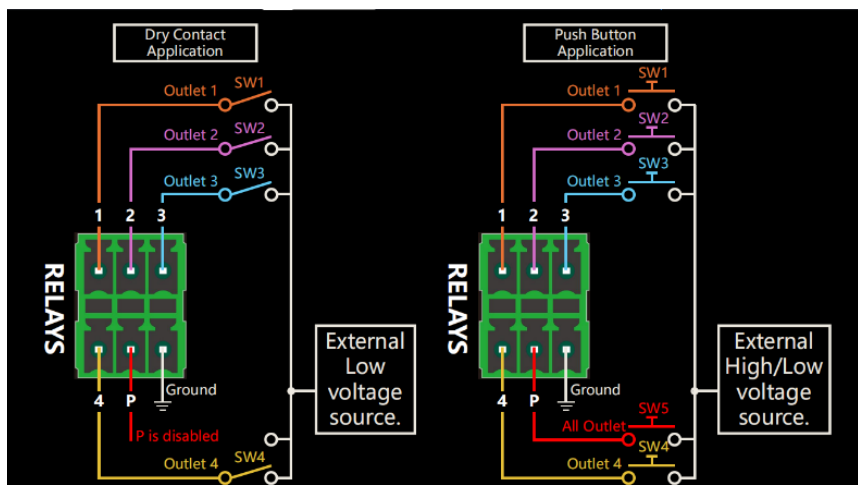 Dry Contact
Application
SW1
Outlet 1
SW2
Outlet 2
SW3
Outlet 3
1 2 3
RELAYS
Ground
4 P
P is disabled
SW4
Outlet 4
External
Low
voltage
source.
Push Button
Application
SW1
Outlet 1
SW2
Outlet 2
SW3
Outlet 3
1 2 3
RELAYS
Ground
4 P
SW5
All Outlet
SW4
Outlet 4
External
High/Low
voltage
source.